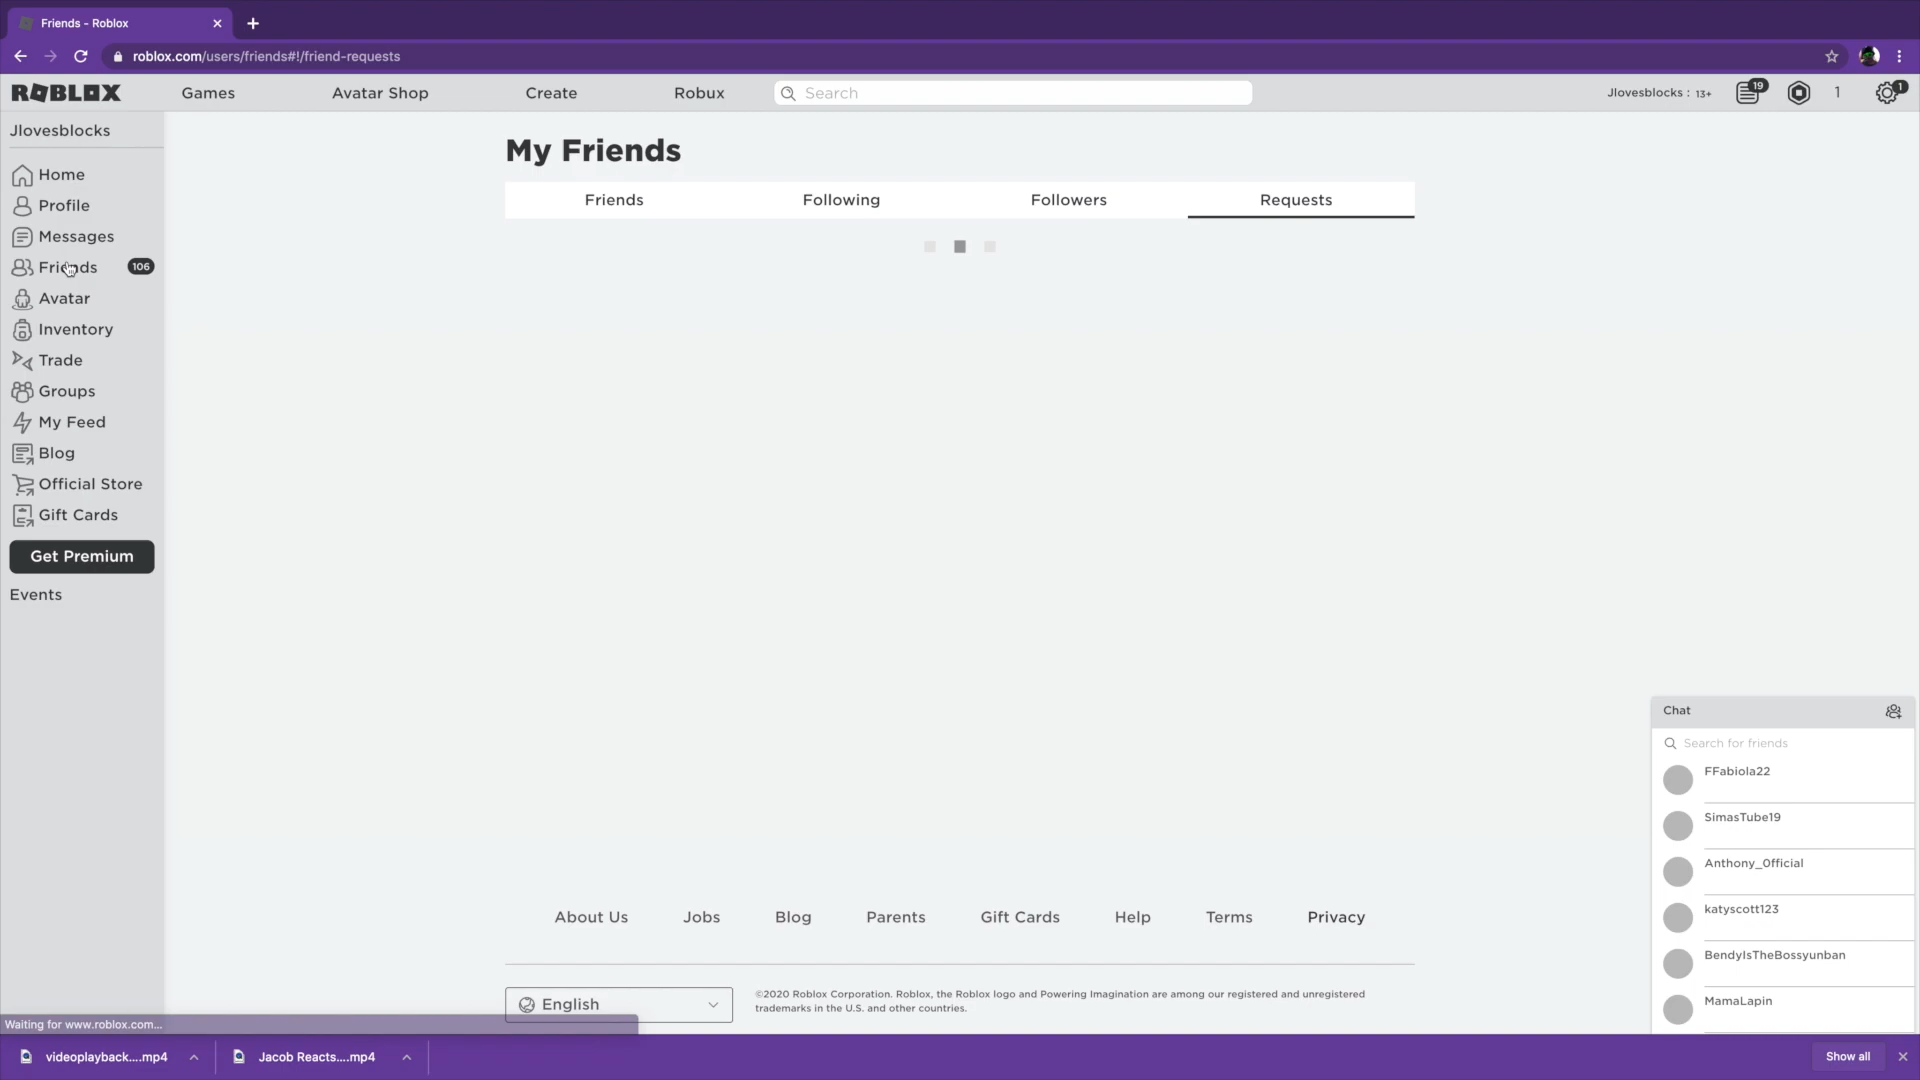 Friends - Roblox
roblox.com/users/friends#!/friend-requests
ROBLOX
Games
Avatar Shop
Create
Robux
Search
Jlovesblocks : 13+
19
1
1
Jlovesblocks
Home
Profile
Messages
Friends
106
Avatar
Inventory
Trade
Groups
My Feed
Blog
Official Store
Gift Cards
Get Premium
Events
My Friends
Friends
Following
Followers
Requests
Chat
Search for friends
FFabiola22
SimasTube19
Anthony_0fficial
katyscott123
BendyIsTheBossyunban
MamaLapin
About Us
Jobs
Blog
Parents
Gift Cards
Help
Terms
Privacy
English
©2020 Roblox Corporation. Roblox, the Roblox logo and Powering Imagination are among our registered and unregistered
trademarks in the U.S. and other countries.
Waiting for www.roblox.com...
videoplayback....mp4
Jacob Reacts....mp4
Show all